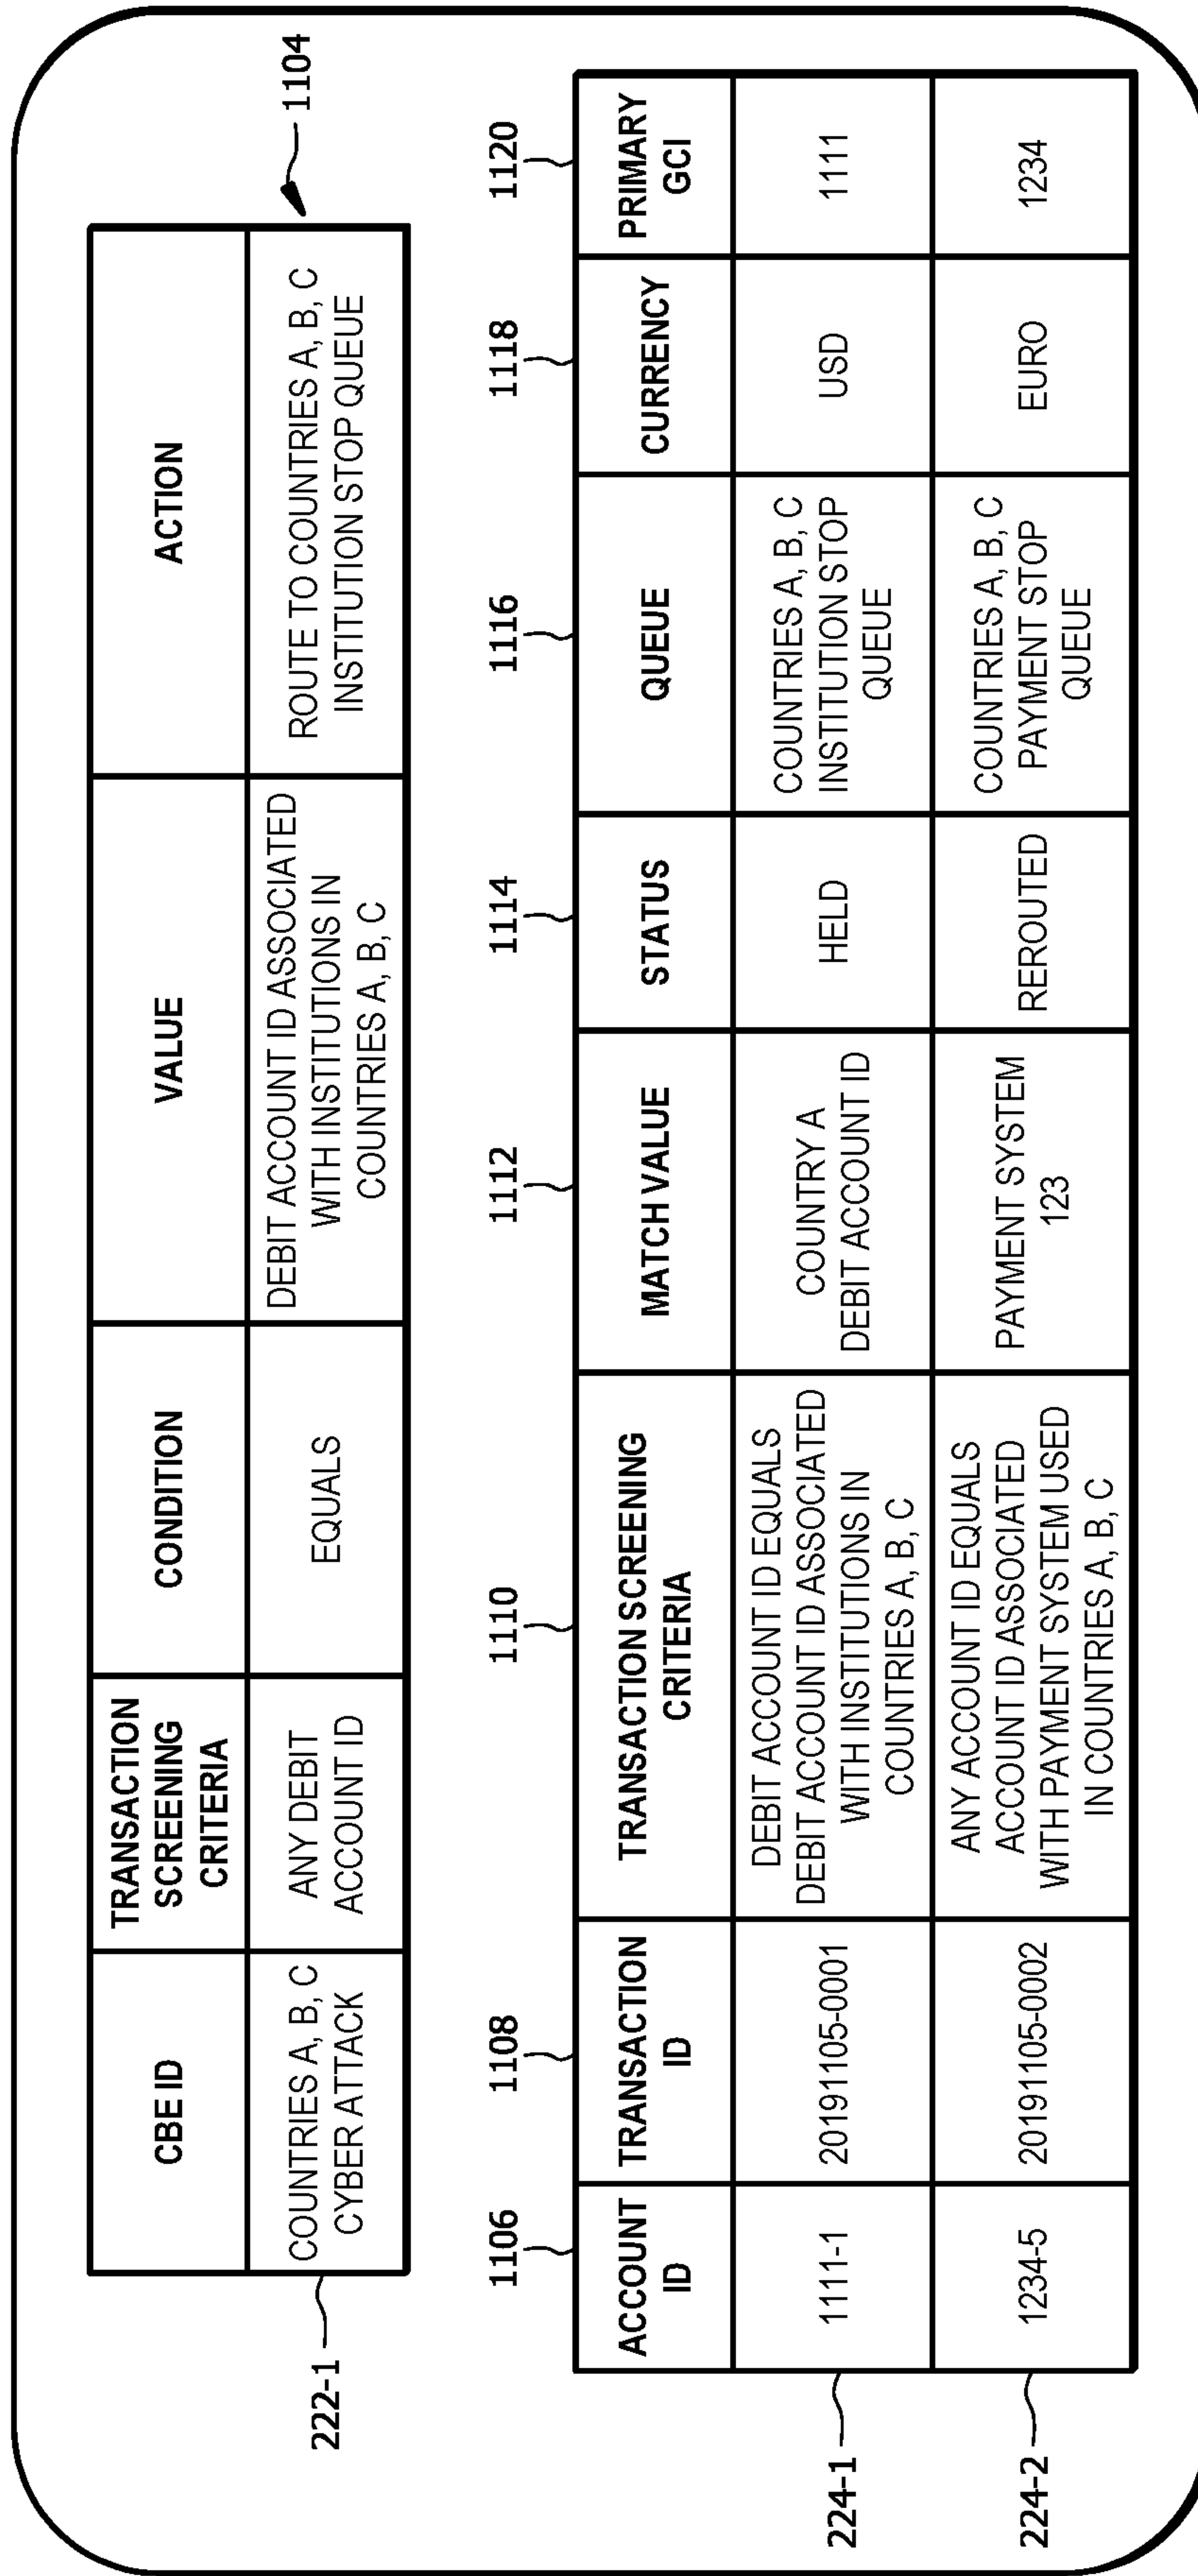 CBE ID
TRANSACTION
SCREENING
CRITERIA
CONDITION
VALUE
ACTION
COUNTRIES A, B, C
CYBER ATTACK
ANY DEBIT
ACCOUNT ID
EQUALS
DEBIT ACCOUNT ID ASSOCIATED
WITH INSTITUTIONS IN
COUNTRIES A, B, C
ROUTE TO COUNTRIES A, B, C
INSTITUTION STOP QUEUE
222-1
1104
1106
1108
1110
1112
1114
1116
1118
1120
ACCOUNT
ID
TRANSACTION
ID
TRANSACTION SCREENING
CRITERIA
MATCH VALUE
STATUS
QUEUE
CURRENCY
PRIMARY
GCI
224-1
1111-1
20191105-0001
DEBIT ACCOUNT ID EQUALS
DEBIT ACCOUNT ID ASSOCIATED
WITH INSTITUTIONS IN
COUNTRIES A, B, C
COUNTRY A
DEBIT ACCOUNT ID
HELD
COUNTRIES A, B, C
INSTITUTION STOP
QUEUE
USD
1111
224-2
1234-5
20191105-0002
ANY ACCOUNT ID EQUALS
ACCOUNT ID ASSOCIATED
WITH PAYMENT SYSTEM USED
IN COUNTRIES A, B, C
PAYMENT SYSTEM
123
REROUTED
COUNTRIES A, B, C
PAYMENT STOP
QUEUE
EURO
1234